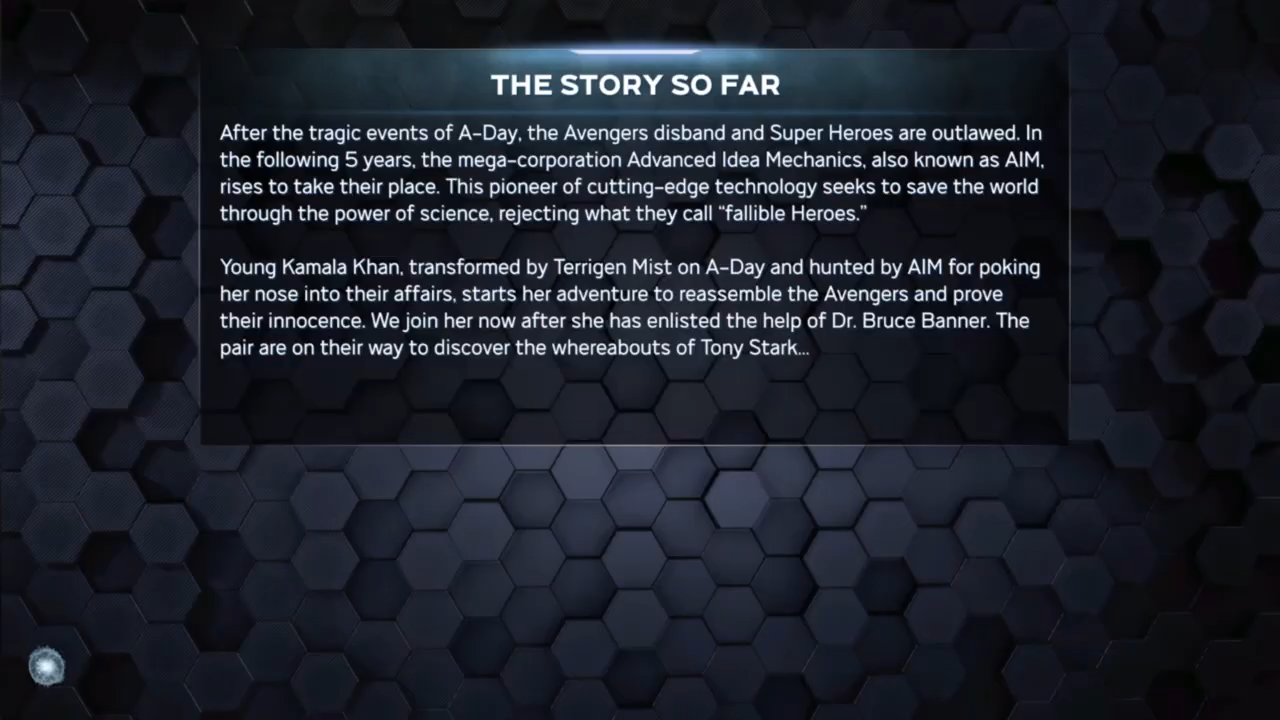 THE STORY SO FAR
After the tragic events of A-Day, the Avengers disband and Super Heroes are outlawed. In
the following 5 years, the mega-corporation Advanced Idea Mechanics, also known as AIM,
rises to take their place. This pioneer of cutting-edge technology seeks to save the world
through the power of science, rejecting what they call “fallible Heroes.”
Young Kamala Khan, transformed by Terrigen Mist on A-Day and hunted by AIM for poking
her nose into their affairs, starts her adventure to reassemble the Avengers and prove
their innocence. We join her now after she has enlisted the help of Dr. Bruce Banner. The
pair are on their way to discover the whereabouts of Tony Stark...